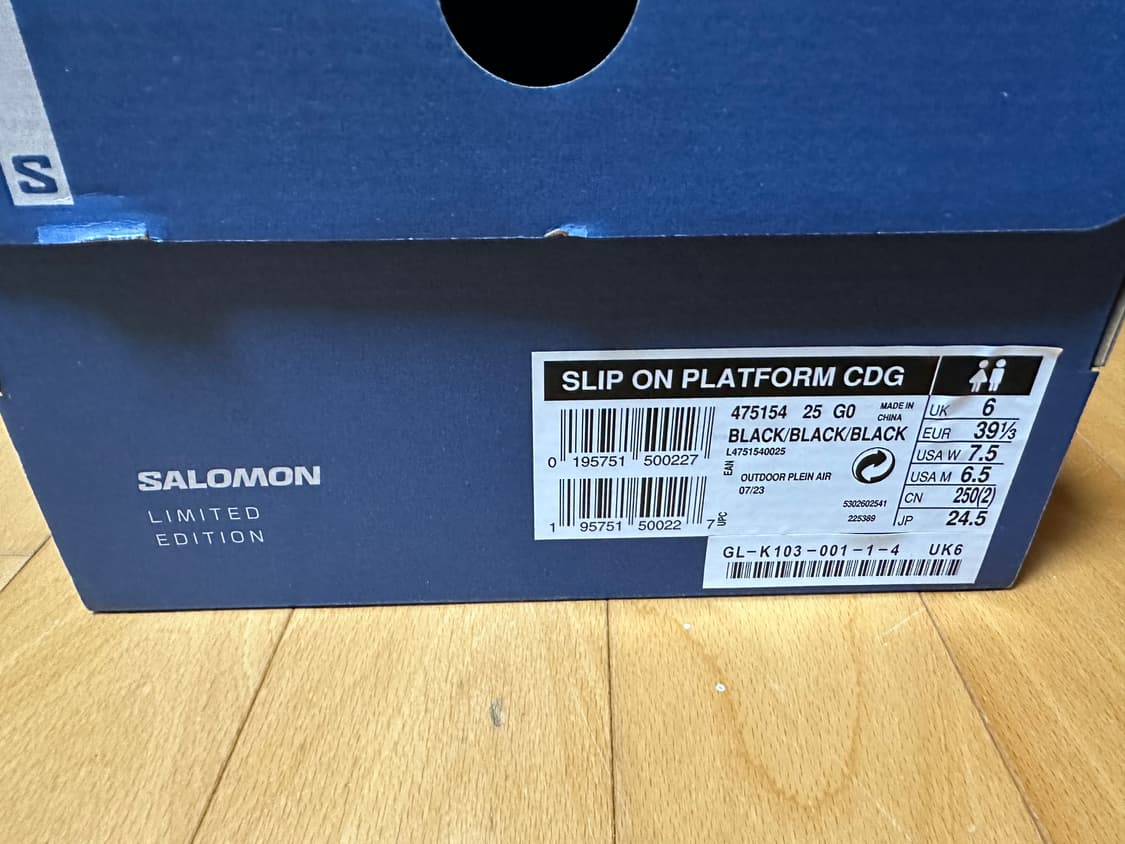 S
SALOMON
LIMITED
EDITION
SLIP ON PLATFORM CDG
0 195751 500227
EAN
1 95751 50022 7
UPC
475154 25 G0
MADE IN
CHINA
BLACK/BLACK/BLACK
L4751540025
OUTDOOR PLEIN AIR
07/23
5302602541
225389
UK 6
EUR 39⅓
USA W 7.5
USA M 6.5
CN 250(2)
JP 24.5
GL-K103-001-1-4 UK6